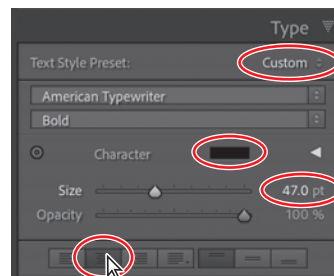 Type
Text Style Preset: Custom
American Typewriter
Bold
Character
Size 47.0 pt
Opacity 100 %